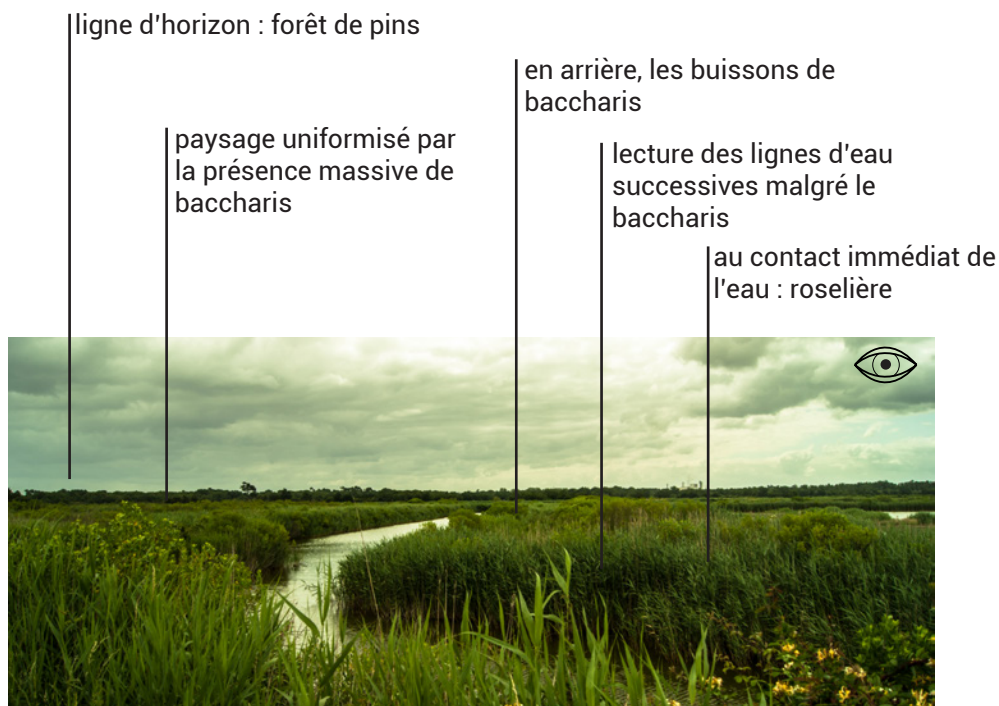 ligne d'horizon : forêt de pins
en arrière, les buissons de
baccharis
paysage uniformisé par
la présence massive de
baccharis
lecture des lignes d'eau
successives malgré le
baccharis
au contact immédiat de
l'eau : roselière